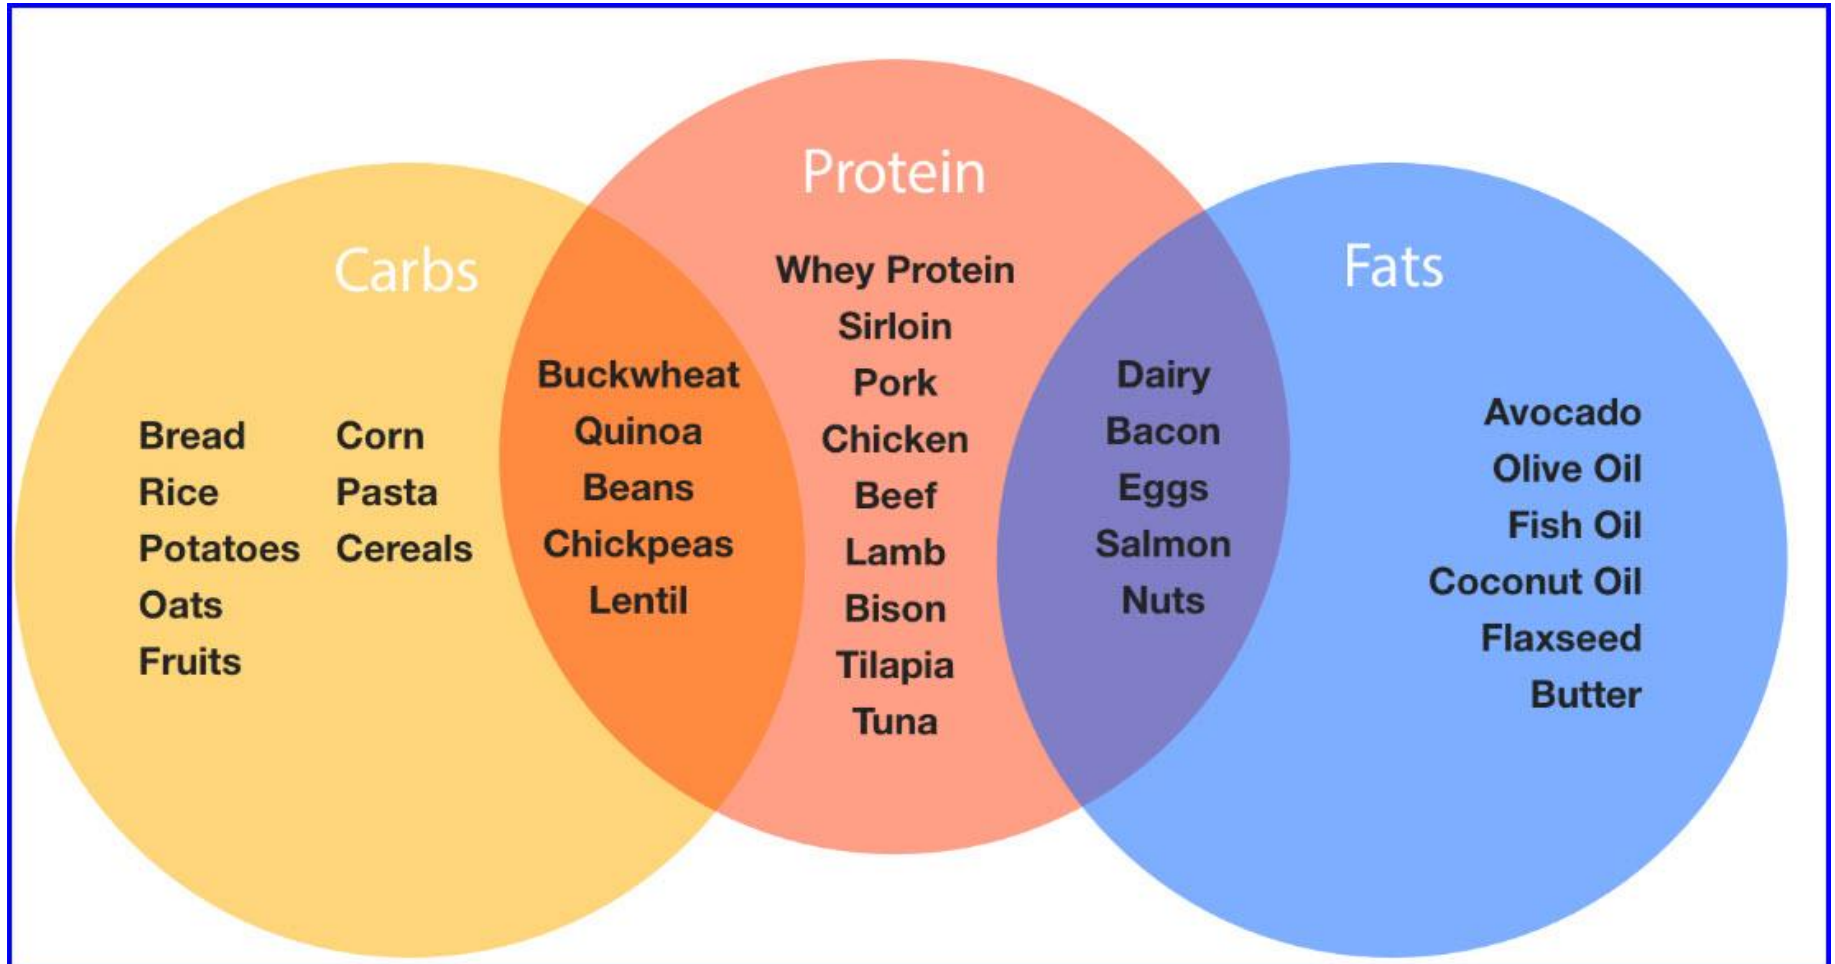 Protein
Carbs
Fats
Bread
Rice
Potatoes
Oats
Fruits
Corn
Pasta
Cereals
Buckwheat
Quinoa
Beans
Chickpeas
Lentil
Whey Protein
Sirloin
Pork
Chicken
Beef
Lamb
Bison
Tilapia
Tuna
Dairy
Bacon
Eggs
Salmon
Nuts
Avocado
Olive Oil
Fish Oil
Coconut Oil
Flaxseed
Butter